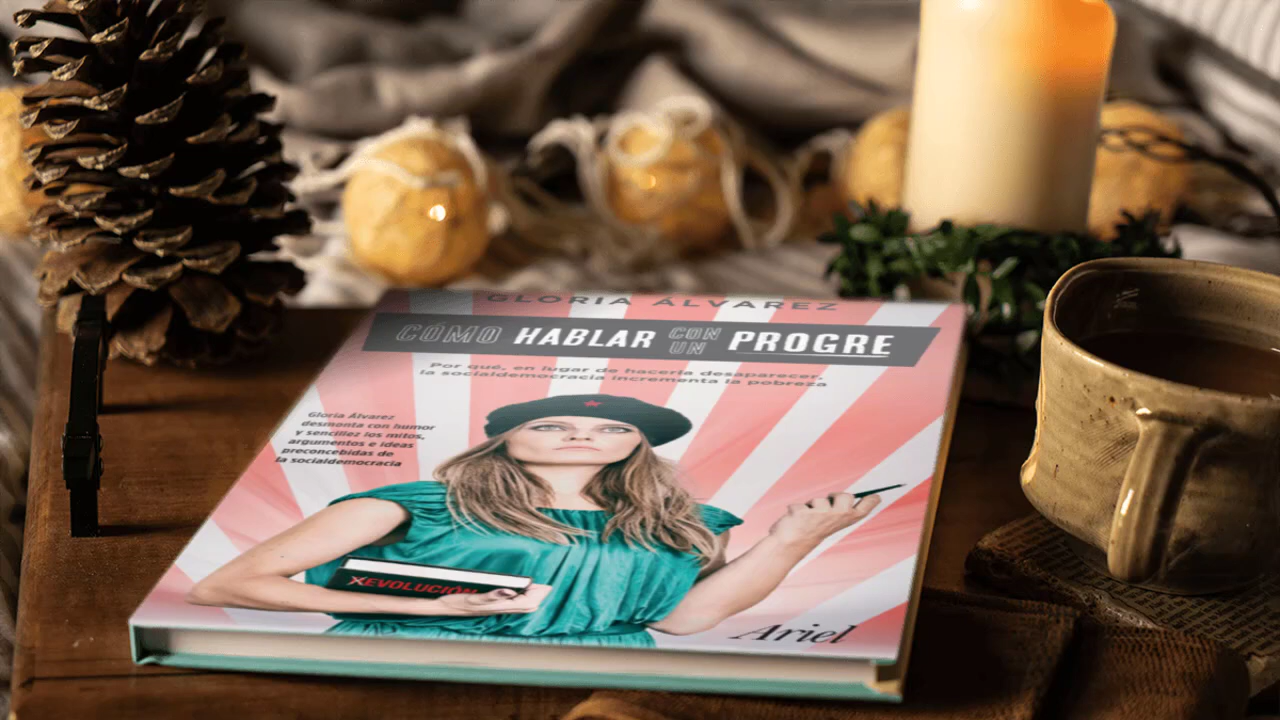 GLORIA ÁLVAREZ
CÓMO HABLAR CON UN PROGRE
Por qué, en lugar de hacerla desaparecer,
la socialdemocracia incrementa la pobreza
Gloria Álvarez
desmonta con humor
y sencillez los mitos,
argumentos e ideas
preconcebidas de
la socialdemocracia
REVOLUCIÓN
Ariel